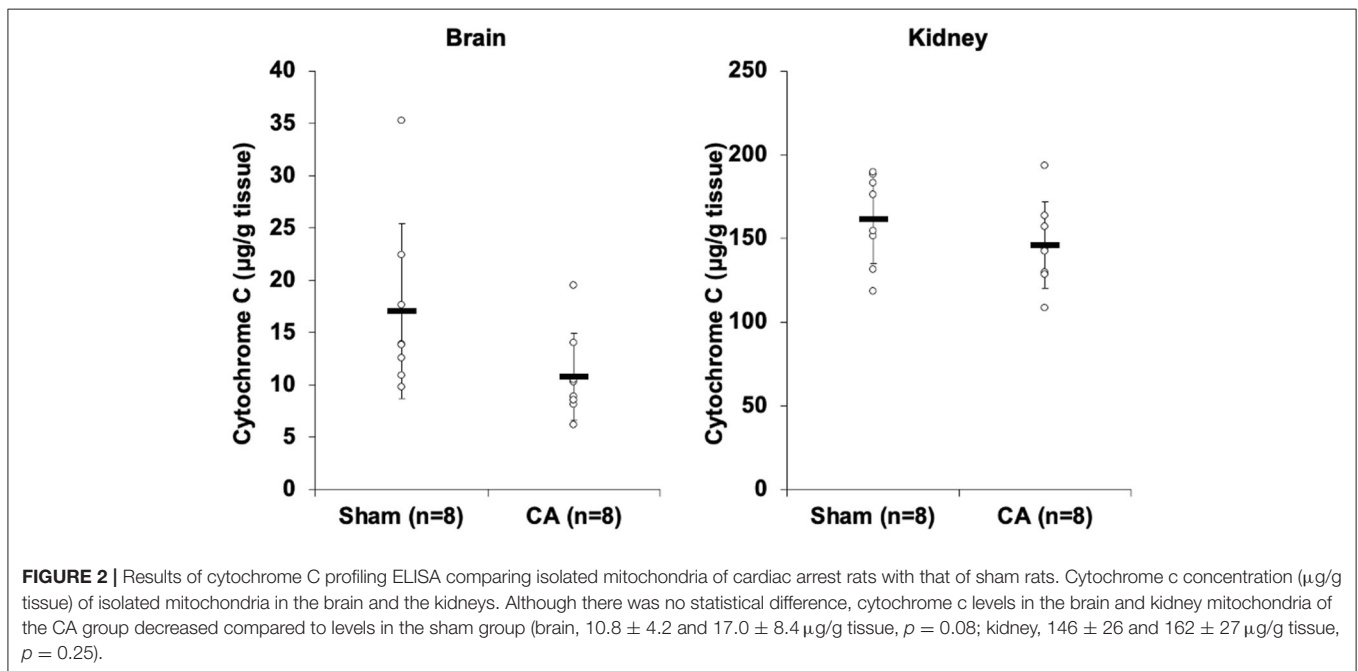 Brain
Cytochrome C (µg/g tissue)
40
35
30
25
20
15
10
5
0
Sham (n=8) CA (n=8)
Kidney
Cytochrome C (µg/g tissue)
250
200
150
100
50
0
Sham (n=8) CA (n=8)
FIGURE 2 | Results of cytochrome C profiling ELISA comparing isolated mitochondria of cardiac arrest rats with that of sham rats. Cytochrome c concentration (μg/g
tissue) of isolated mitochondria in the brain and the kidneys. Although there was no statistical difference, cytochrome c levels in the brain and kidney mitochondria of
the CA group decreased compared to levels in the sham group (brain, 10.8 ± 4.2 and 17.0 ± 8.4 μg/g tissue, p = 0.08; kidney, 146 ± 26 and 162 ± 27 μg/g tissue,
p = 0.25).